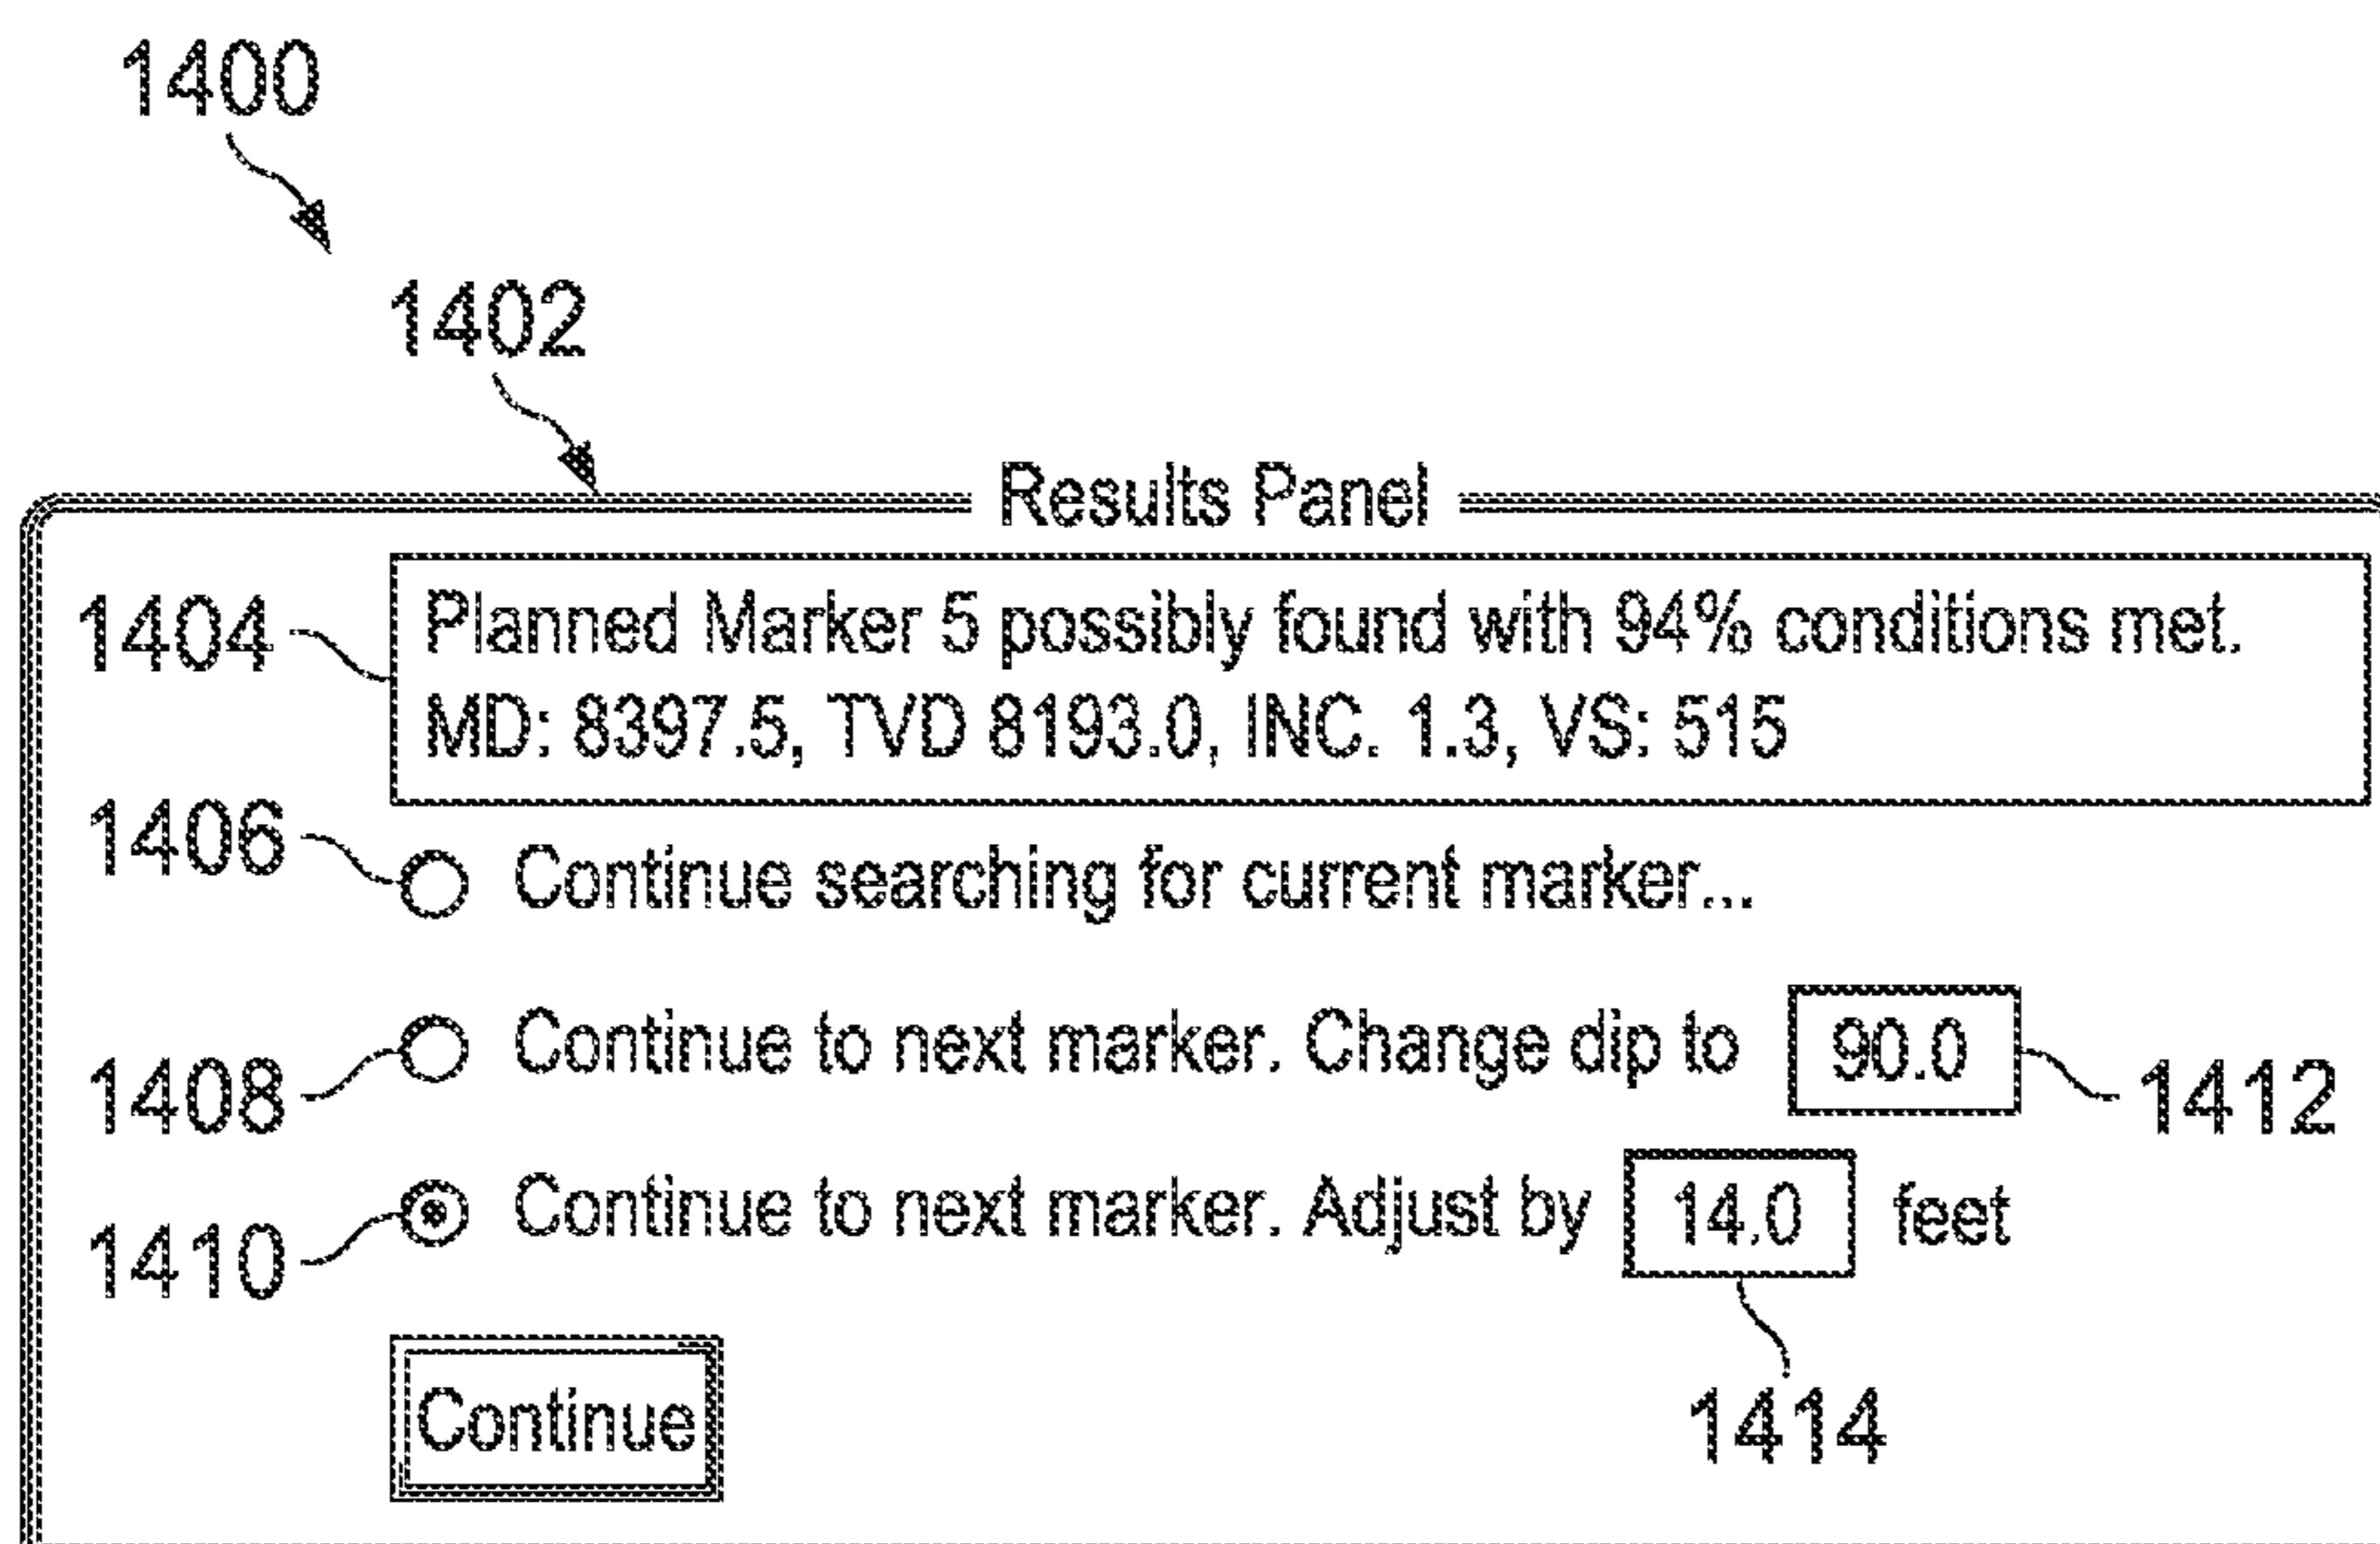 1400
1402
Results Panel
1404
Planned Marker 5 possibly found with 94% conditions met.
MD: 8397.5, TVD 8193.0, INC. 1.3, VS: 515
1406
Continue searching for current marker...
1408
Continue to next marker. Change dip to 90.0
1412
1410
Continue to next marker. Adjust by 14.0 feet
1414
Continue